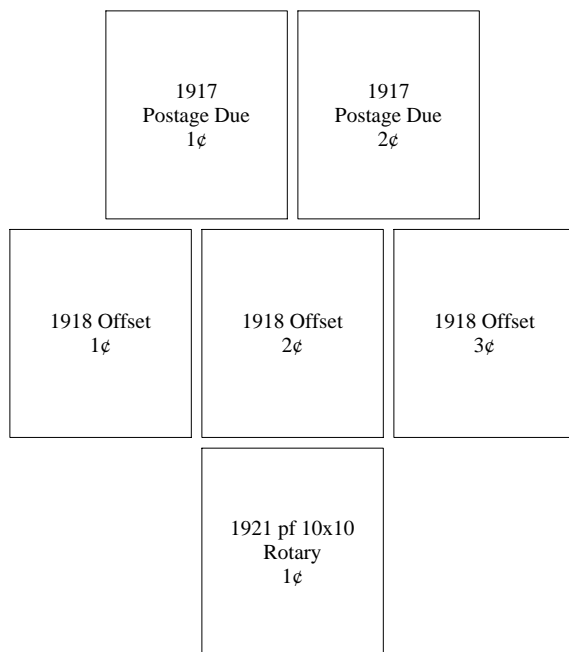 1917
Postage Due
1¢
1917
Postage Due
2¢
1918 Offset
1¢
1918 Offset
2¢
1918 Offset
3¢
1921 pf 10x10
Rotary
1¢